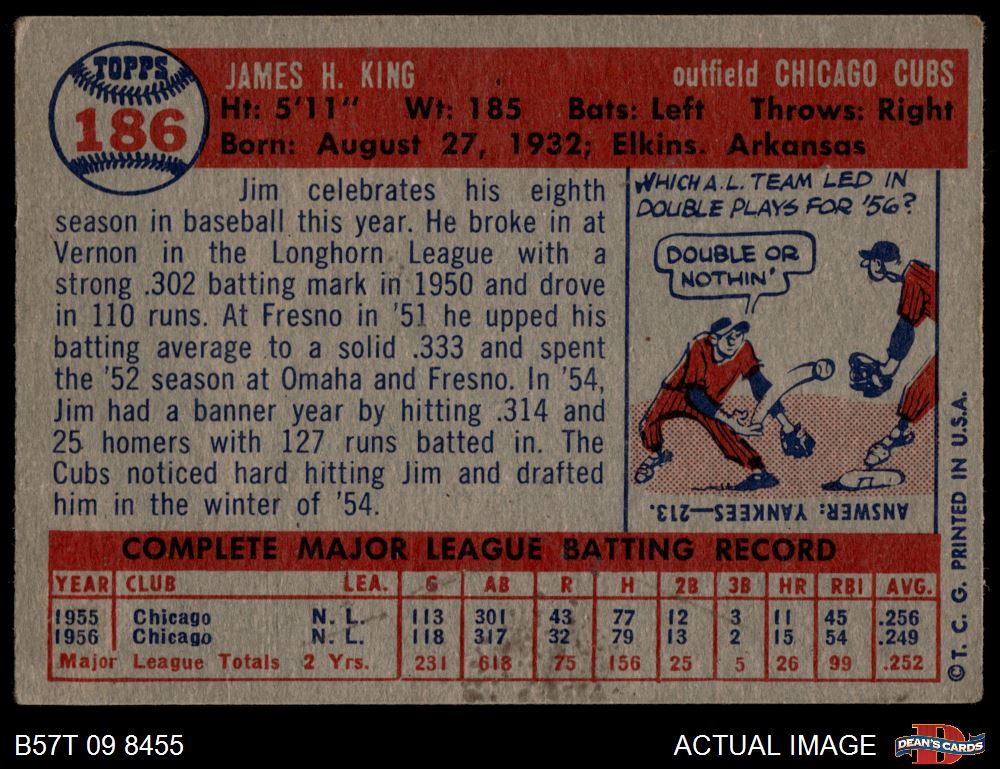 TOPPS
186
JAMES H. KING outfield CHICAGO CUBS
Ht: 5'11" Wt: 185 Bats: Left Throws: Right
Born: August 27, 1932; Elkins. Arkansas
Jim celebrates his eighth
season in baseball this year. He broke in at
Vernon in the Longhorn League with a
strong .302 batting mark in 1950 and drove
in 110 runs. At Fresno in '51 he upped his
batting average to a solid .333 and spent
the '52 season at Omaha and Fresno. In '54,
Jim had a banner year by hitting .314 and
25 homers with 127 runs batted in. The
Cubs noticed hard hitting Jim and drafted
him in the winter of '54.
WHICH A.L. TEAM LED IN
DOUBLE PLAYS FOR '56?
DOUBLE OR
NOTHIN'
ANSWER: YANKEES—213.
COMPLETE MAJOR LEAGUE BATTING RECORD
YEAR CLUB LEA. G AB R H 2B 3B HR RBI AVG.
1955 Chicago N. L. 113 301 43 77 12 3 11 45 .256
1956 Chicago N. L. 118 317 32 79 13 2 15 54 .249
Major League Totals 2 Yrs. 231 618 75 156 25 5 26 99 .252
©T. C. G. PRINTED IN U.S.A.
B57T 09 8455 ACTUAL IMAGE
D
DEAN'S CARDS